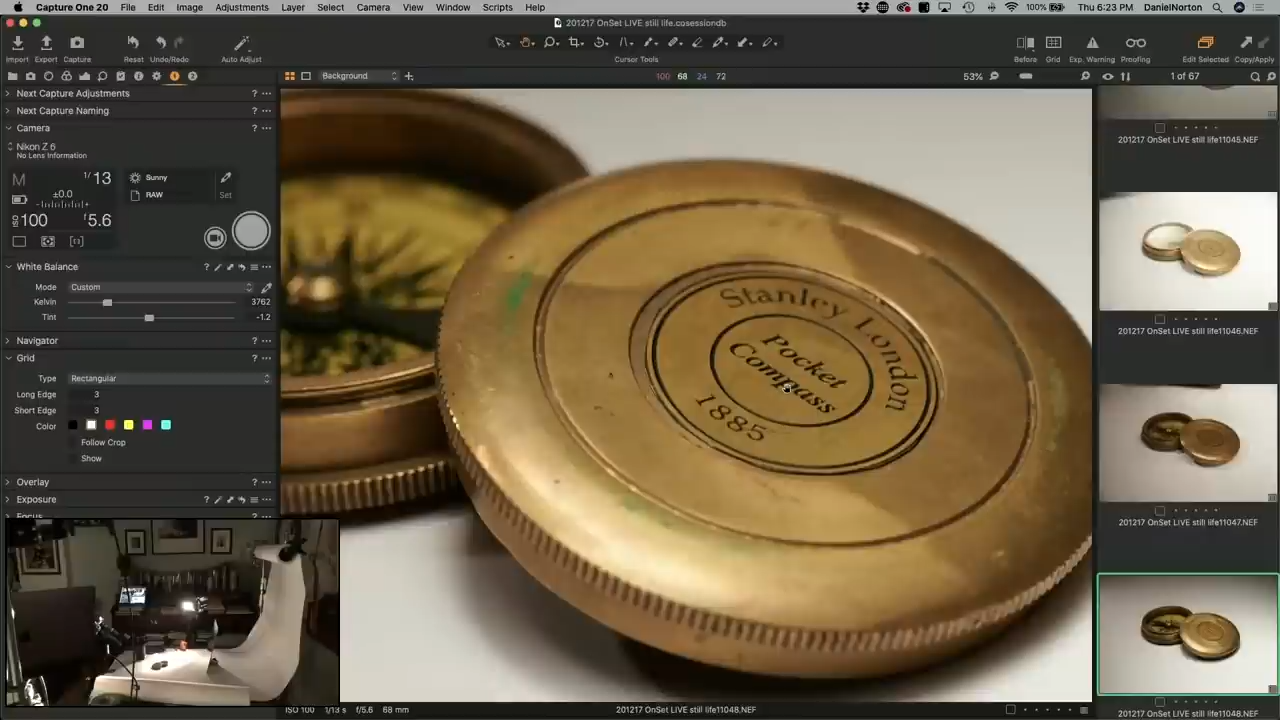 Capture One 20 File Edit Image Adjustments Layer Select Camera View Window Scripts Help 100% Thu 6:23 PM DanielNorton
201217 OnSet LIVE still life.cosessiondb
Import Export Capture Reset Undo/Redo Auto Adjust Cursor Tools Before Grid Exp. Warning Proofing Edit Selected Copy/Apply
Background 100 68 24 72 53% 1 of 67
Next Capture Adjustments
Next Capture Naming
Camera
Nikon Z 6
No Lens Information
M 1/13 Sunny
±0.0 RAW Set
100 f5.6
White Balance
Mode Custom
Kelvin 3762
Tint -1.2
Navigator
Grid
Type Rectangular
Long Edge 3
Short Edge 3
Color
Follow Crop
Show
Overlay
Exposure
Focus
Stanley London
Pocket
Compass
1885
201217 OnSet LIVE still life11048.NEF
201217 OnSet LIVE still life11046.NEF
201217 OnSet LIVE still life11047.NEF
201217 OnSet LIVE still life11048.NEF
ISO 100 1/13 s f/5.6 68 mm 201217 OnSet LIVE still life11048.NEF